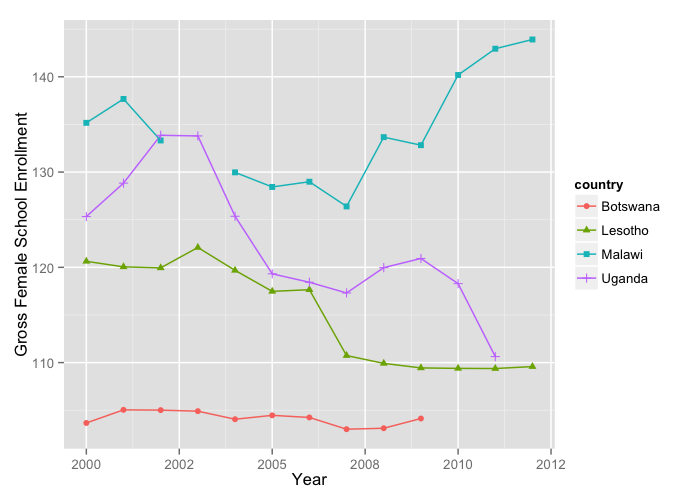 Gross Female School Enrollment
140
130
120
110
2000
2002
2005
2008
2010
2012
Year
country
Botswana
Lesotho
Malawi
Uganda